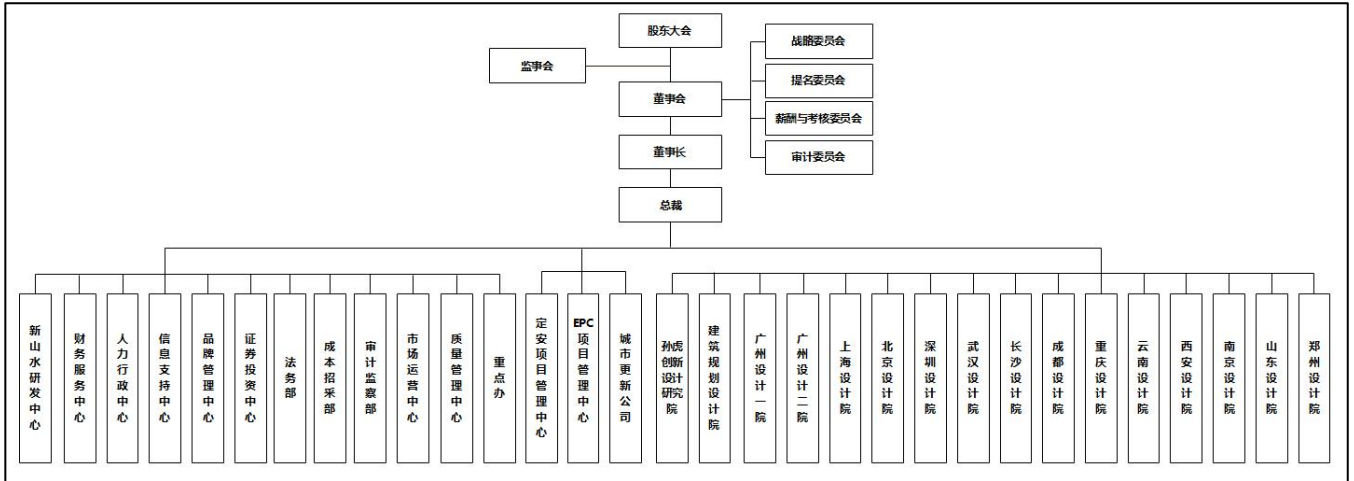 股东大会
监事会
战略委员会
提名委员会
董事会
薪酬与考核委员会
董事长
审计委员会
总裁
新山水研发中心
财务服务中心
人力行政中心
信息支持中心
品牌管理中心
证券投资中心
法务部
成本招采部
审计监察部
市场运营中心
质量管理中心
重点办
定安项目管理中心
EPC项目管理中心
城市更新公司
孙虎创新设计研究院
建筑规划设计院
广州设计一院
广州设计二院
上海设计院
北京设计院
深圳设计院
武汉设计院
长沙设计院
成都设计院
重庆设计院
云南设计院
西安设计院
南京设计院
山东设计院
郑州设计院